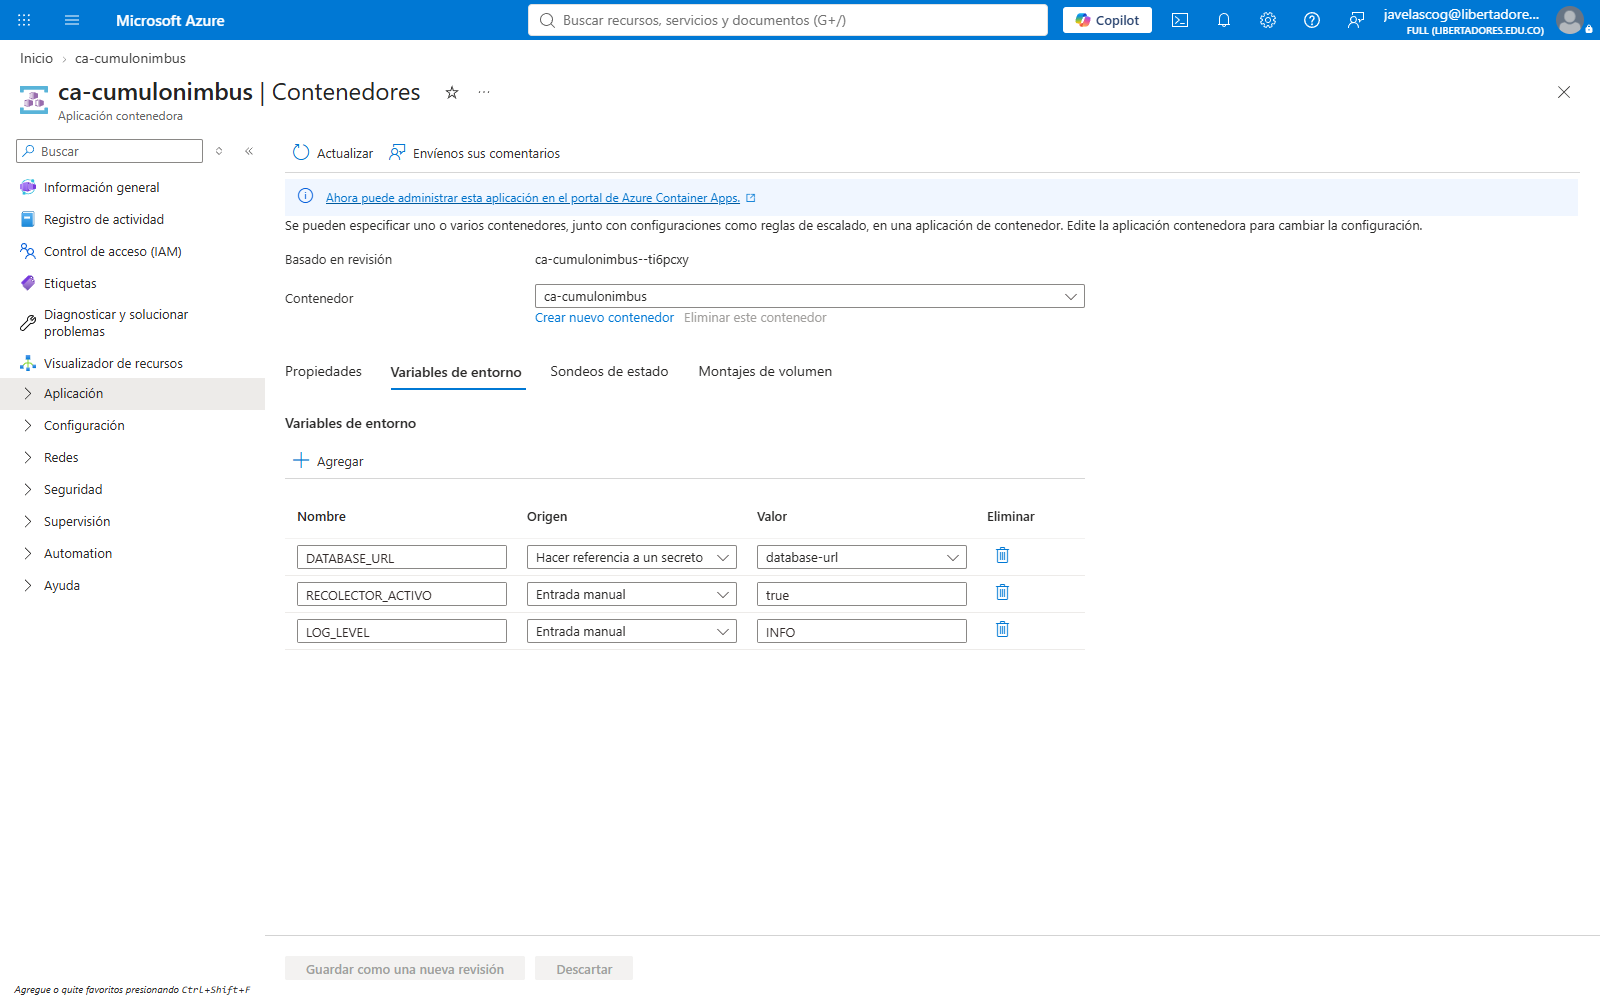 Microsoft Azure
Buscar recursos, servicios y documentos (G+/)
Copilot
javelascog@libertadore...
FULL (LIBERTADORES.EDU.CO)
Inicio > ca-cumulonimbus
ca-cumulonimbus | Contenedores
Aplicación contenedora
Buscar
Información general
Registro de actividad
Control de acceso (IAM)
Etiquetas
Diagnosticar y solucionar
problemas
Visualizador de recursos
Aplicación
Configuración
Redes
Seguridad
Supervisión
Automation
Ayuda
Actualizar
Envíenos sus comentarios
Ahora puede administrar esta aplicación en el portal de Azure Container Apps.
Se pueden especificar uno o varios contenedores, junto con configuraciones como reglas de escalado, en una aplicación de contenedor. Edite la aplicación contenedora para cambiar la configuración.
Basado en revisión
ca-cumulonimbus--ti6pcxy
Contenedor
ca-cumulonimbus
Crear nuevo contenedor Eliminar este contenedor
Propiedades Variables de entorno Sondeos de estado Montajes de volumen
Variables de entorno
Agregar
Nombre Origen Valor Eliminar
DATABASE_URL Hacer referencia a un secreto database-url
RECOLECTOR_ACTIVO Entrada manual true
LOG_LEVEL Entrada manual INFO
Guardar como una nueva revisión Descartar
Agregue o quite favoritos presionando Ctrl+Shift+F